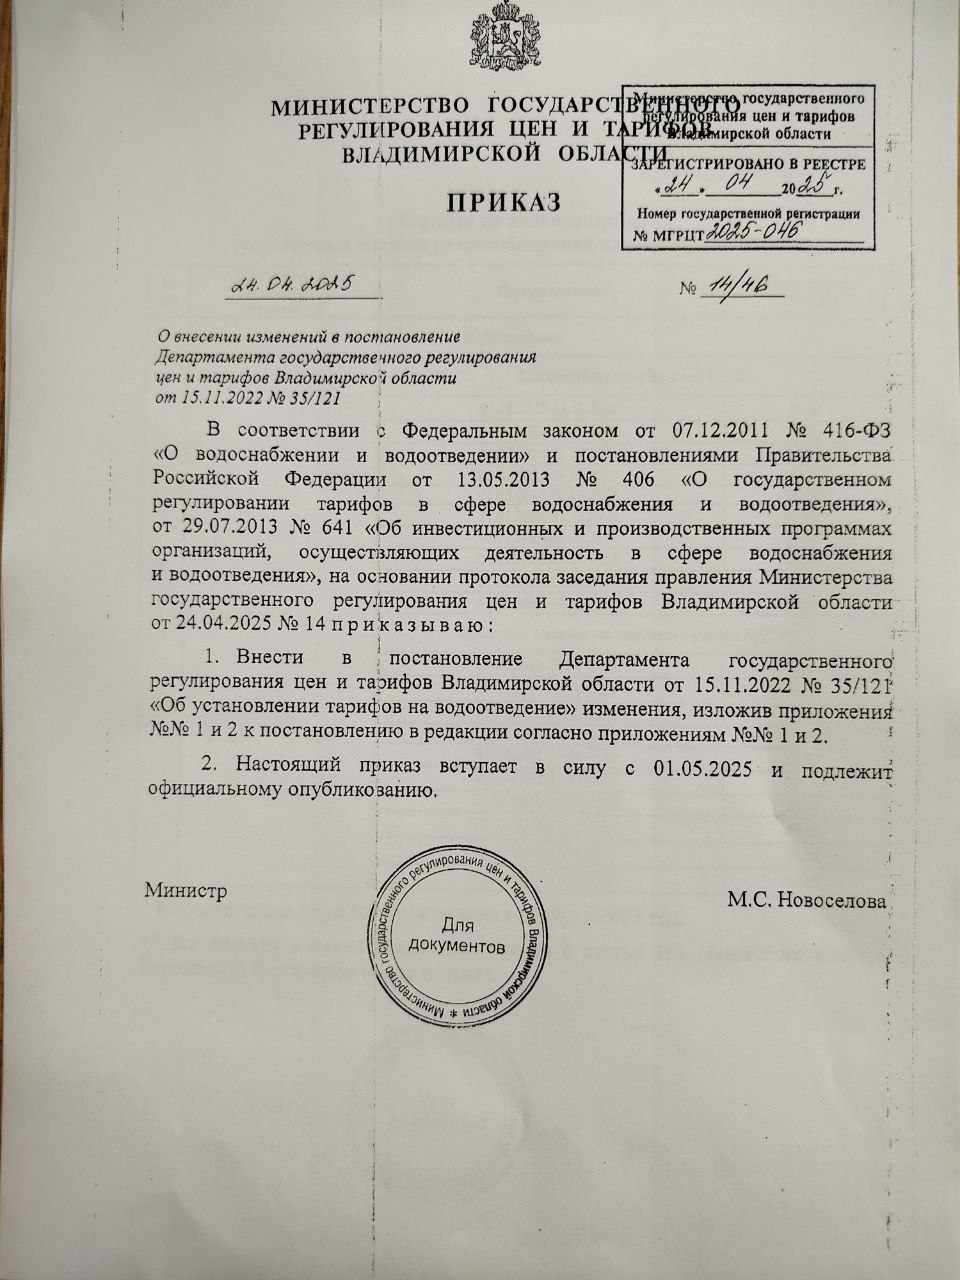 МИНИСТЕРСТВО ГОСУДАРСТВЕННОГО
РЕГУЛИРОВАНИЯ ЦЕН И ТАРИФОВ
ВЛАДИМИРСКОЙ ОБЛАСТИ
ПРИКАЗ
Министерство государственного
регулирования цен и тарифов
Владимирской области
ЗАРЕГИСТРИРОВАНО В РЕЕСТРЕ
«24» 04 2025 г.
Номер государственной регистрации
№ МГРЦТ 2025-046
24.04.2025 № 14/46
О внесении изменений в постановление
Департамента государственного регулирования
цен и тарифов Владимирской области
от 15.11.2022 № 35/121
В соответствии с Федеральным законом от 07.12.2011 № 416-ФЗ
«О водоснабжении и водоотведении» и постановлениями Правительства
Российской Федерации от 13.05.2013 № 406 «О государственном
регулировании тарифов в сфере водоснабжения и водоотведения»,
от 29.07.2013 № 641 «Об инвестиционных и производственных программах
организаций, осуществляющих деятельность в сфере водоснабжения
и водоотведения», на основании протокола заседания правления Министерства
государственного регулирования цен и тарифов Владимирской области
от 24.04.2025 № 14 п р и к а з ы в а ю :
1. Внести в постановление Департамента государственного
регулирования цен и тарифов Владимирской области от 15.11.2022 № 35/121
«Об установлении тарифов на водоотведение» изменения, изложив приложения
№№ 1 и 2 к постановлению в редакции согласно приложениям №№ 1 и 2.
2. Настоящий приказ вступает в силу с 01.05.2025 и подлежит
официальному опубликованию.
Министр
М.С. Новоселова
Министерство государственного регулирования цен и тарифов Владимирской области *
Для
документов